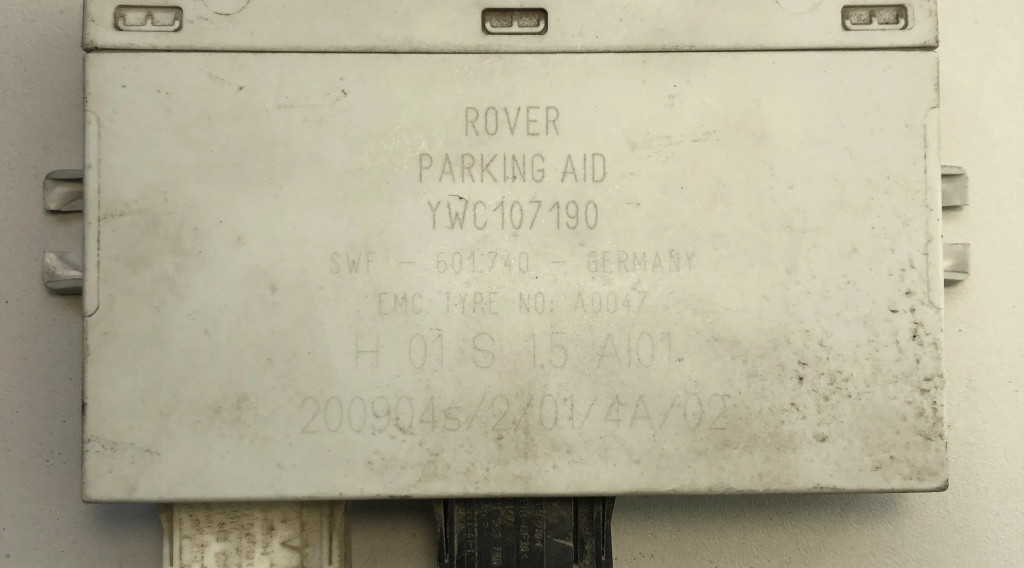 ROVER
PARKING AID
YWC107190
SWF - 601.740 - GERMANY
EMC TYPE NO: A0047
H 01 S 1.5 AI01
200904s/2/01/4A/02